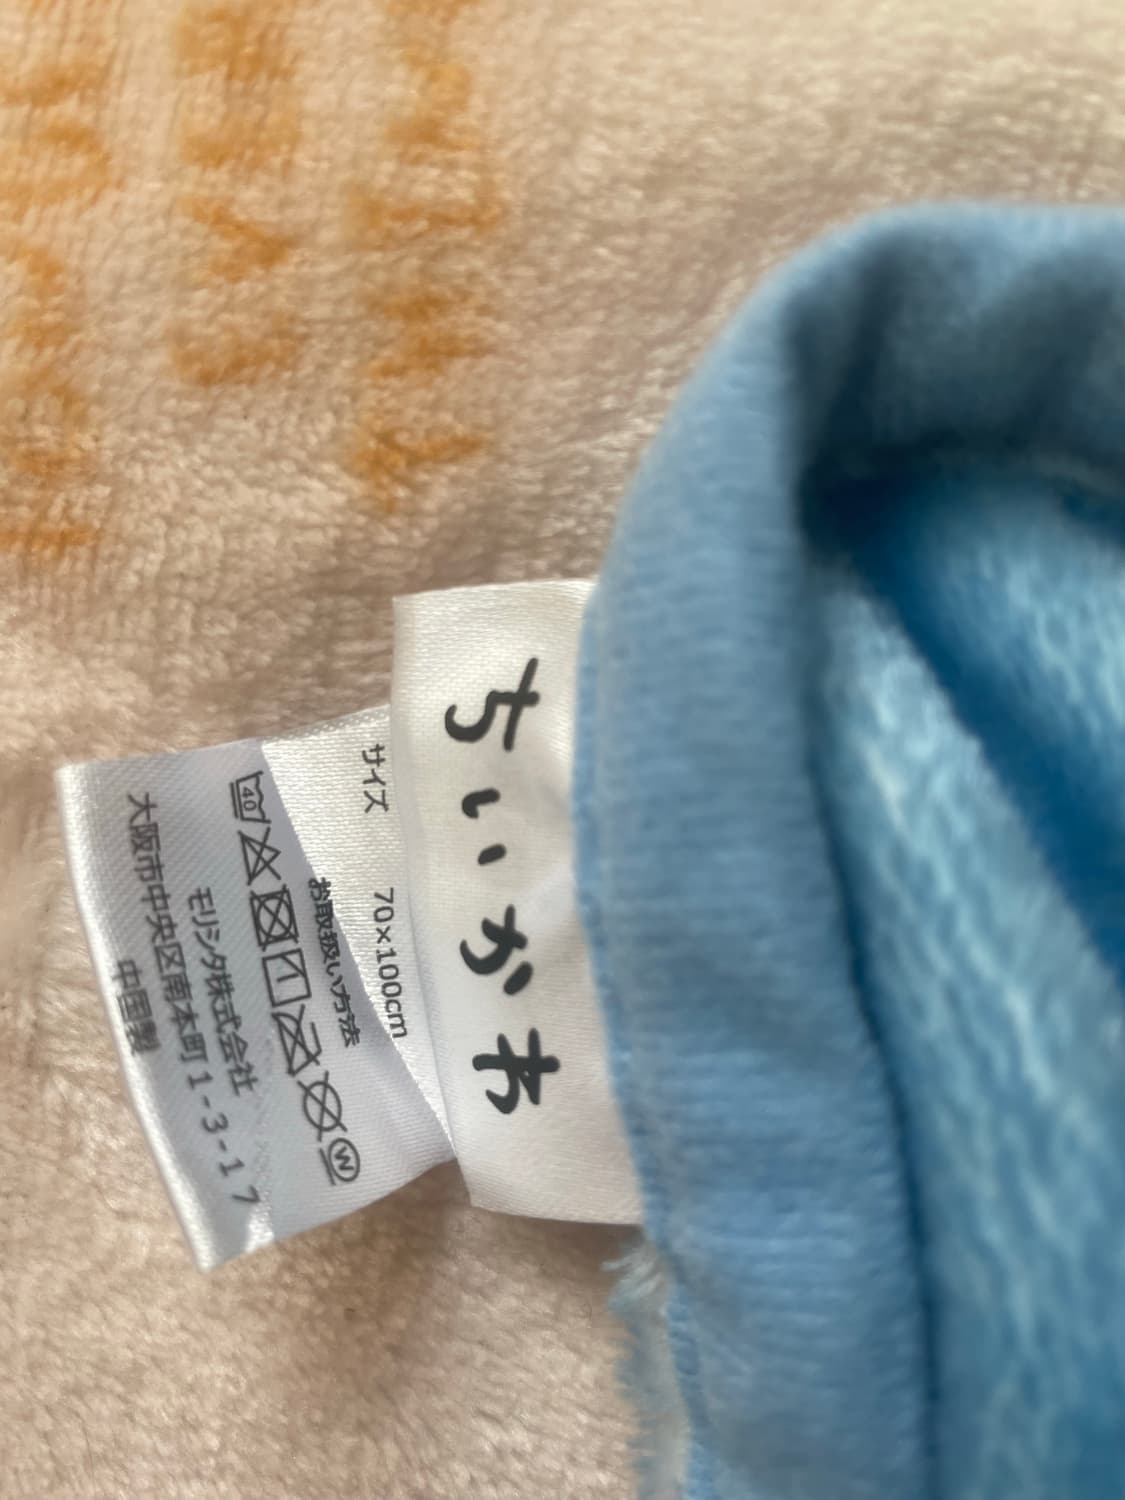 ちいかわ
サイズ 70×100cm
お取扱い方法
40
W
モリシタ株式会社
大阪市中央区南本町1-3-17
中国製